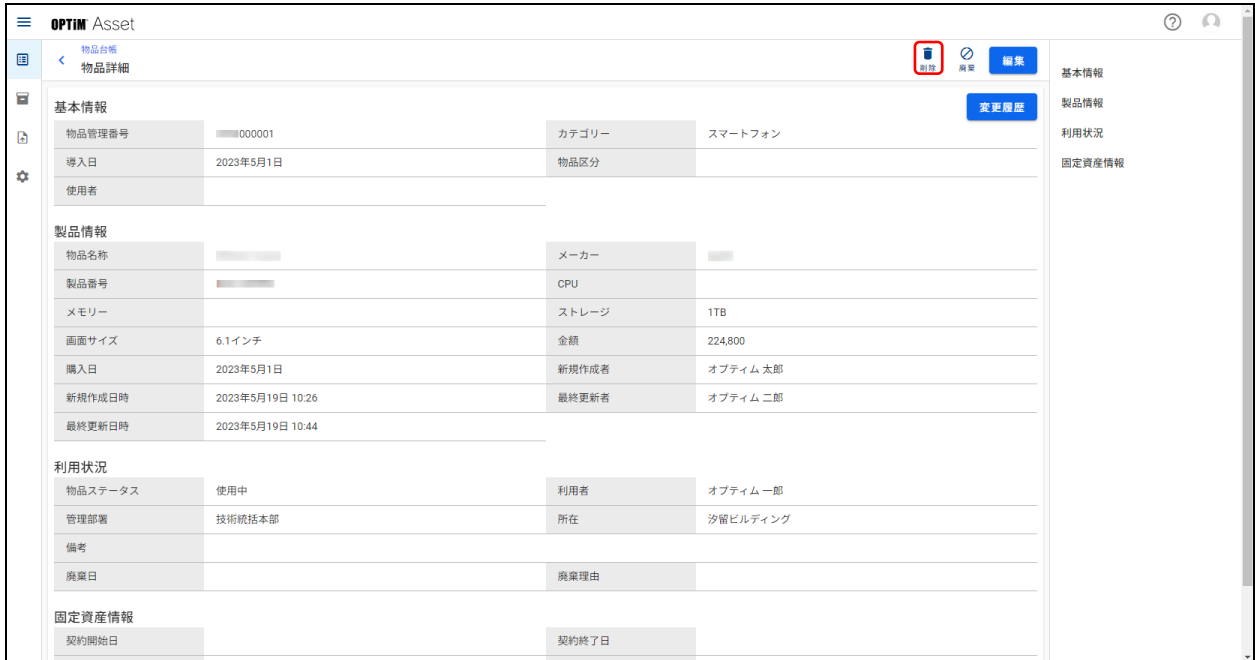 OPTiM Asset
物品台帳
物品詳細
削除
廃棄
編集
基本情報
製品情報
利用状況
固定資産情報
基本情報
変更履歴
物品管理番号 000001 カテゴリー スマートフォン
導入日 2023年5月1日 物品区分
使用者
製品情報
物品名称 メーカー
製品番号 CPU
メモリー ストレージ 1TB
画面サイズ 6.1インチ 金額 224,800
購入日 2023年5月1日 新規作成者 オプティム 太郎
新規作成日時 2023年5月19日 10:26 最終更新者 オプティム 二郎
最終更新日時 2023年5月19日 10:44
利用状況
物品ステータス 使用中 利用者 オプティム 一郎
管理部署 技術統括本部 所在 汐留ビルディング
備考
廃棄日 廃棄理由
固定資産情報
契約開始日 契約終了日